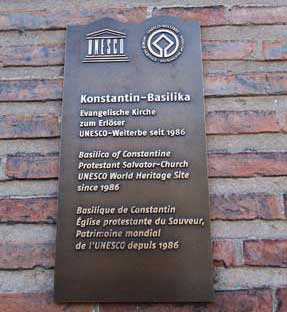 UNESCO
Konstantin-Basilika
Evangelische Kirche
zum Erlöser
UNESCO-Welterbe seit 1986
Basilica of Constantine
Protestant Salvator-Church
UNESCO World Heritage Site
since 1986
Basilique de Constantin
Église protestante du Sauveur,
Patrimoine mondial
de l'UNESCO depuis 1986